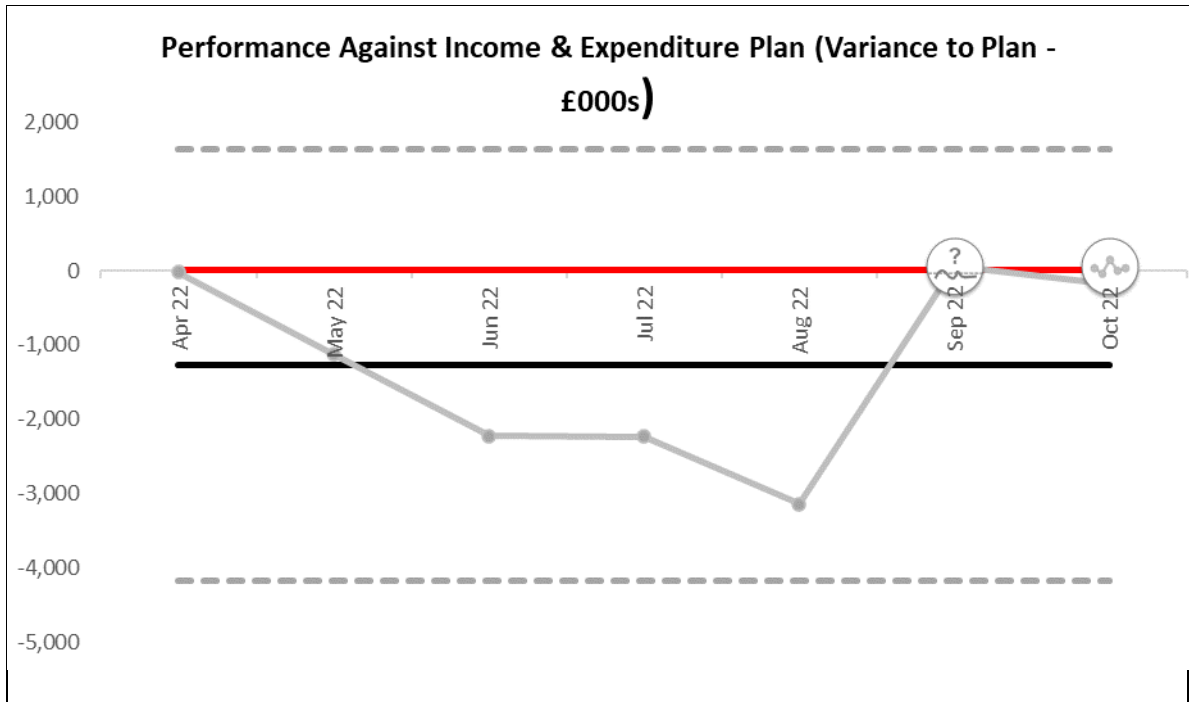 Performance Against Income & Expenditure Plan (Variance to Plan -
£000s)
2,000
1,000
0
-1,000
-2,000
-3,000
-4,000
-5,000
Apr 22
May 22
Jun 22
Jul 22
Aug 22
Sep 22
Oct 22
?